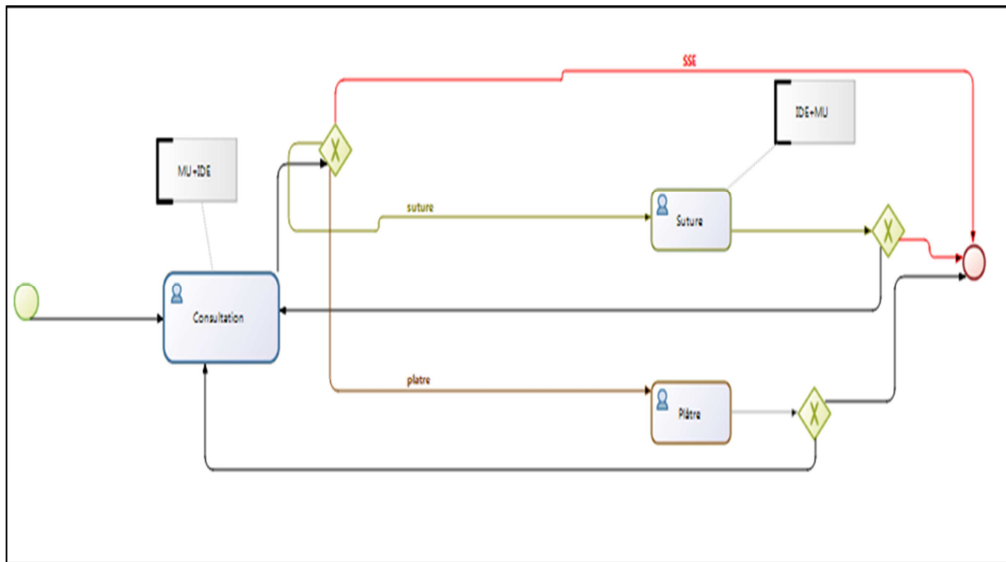 SSE
IDE+MU
MU+IDE
suture
Suture
Consultation
platre
Plâtre